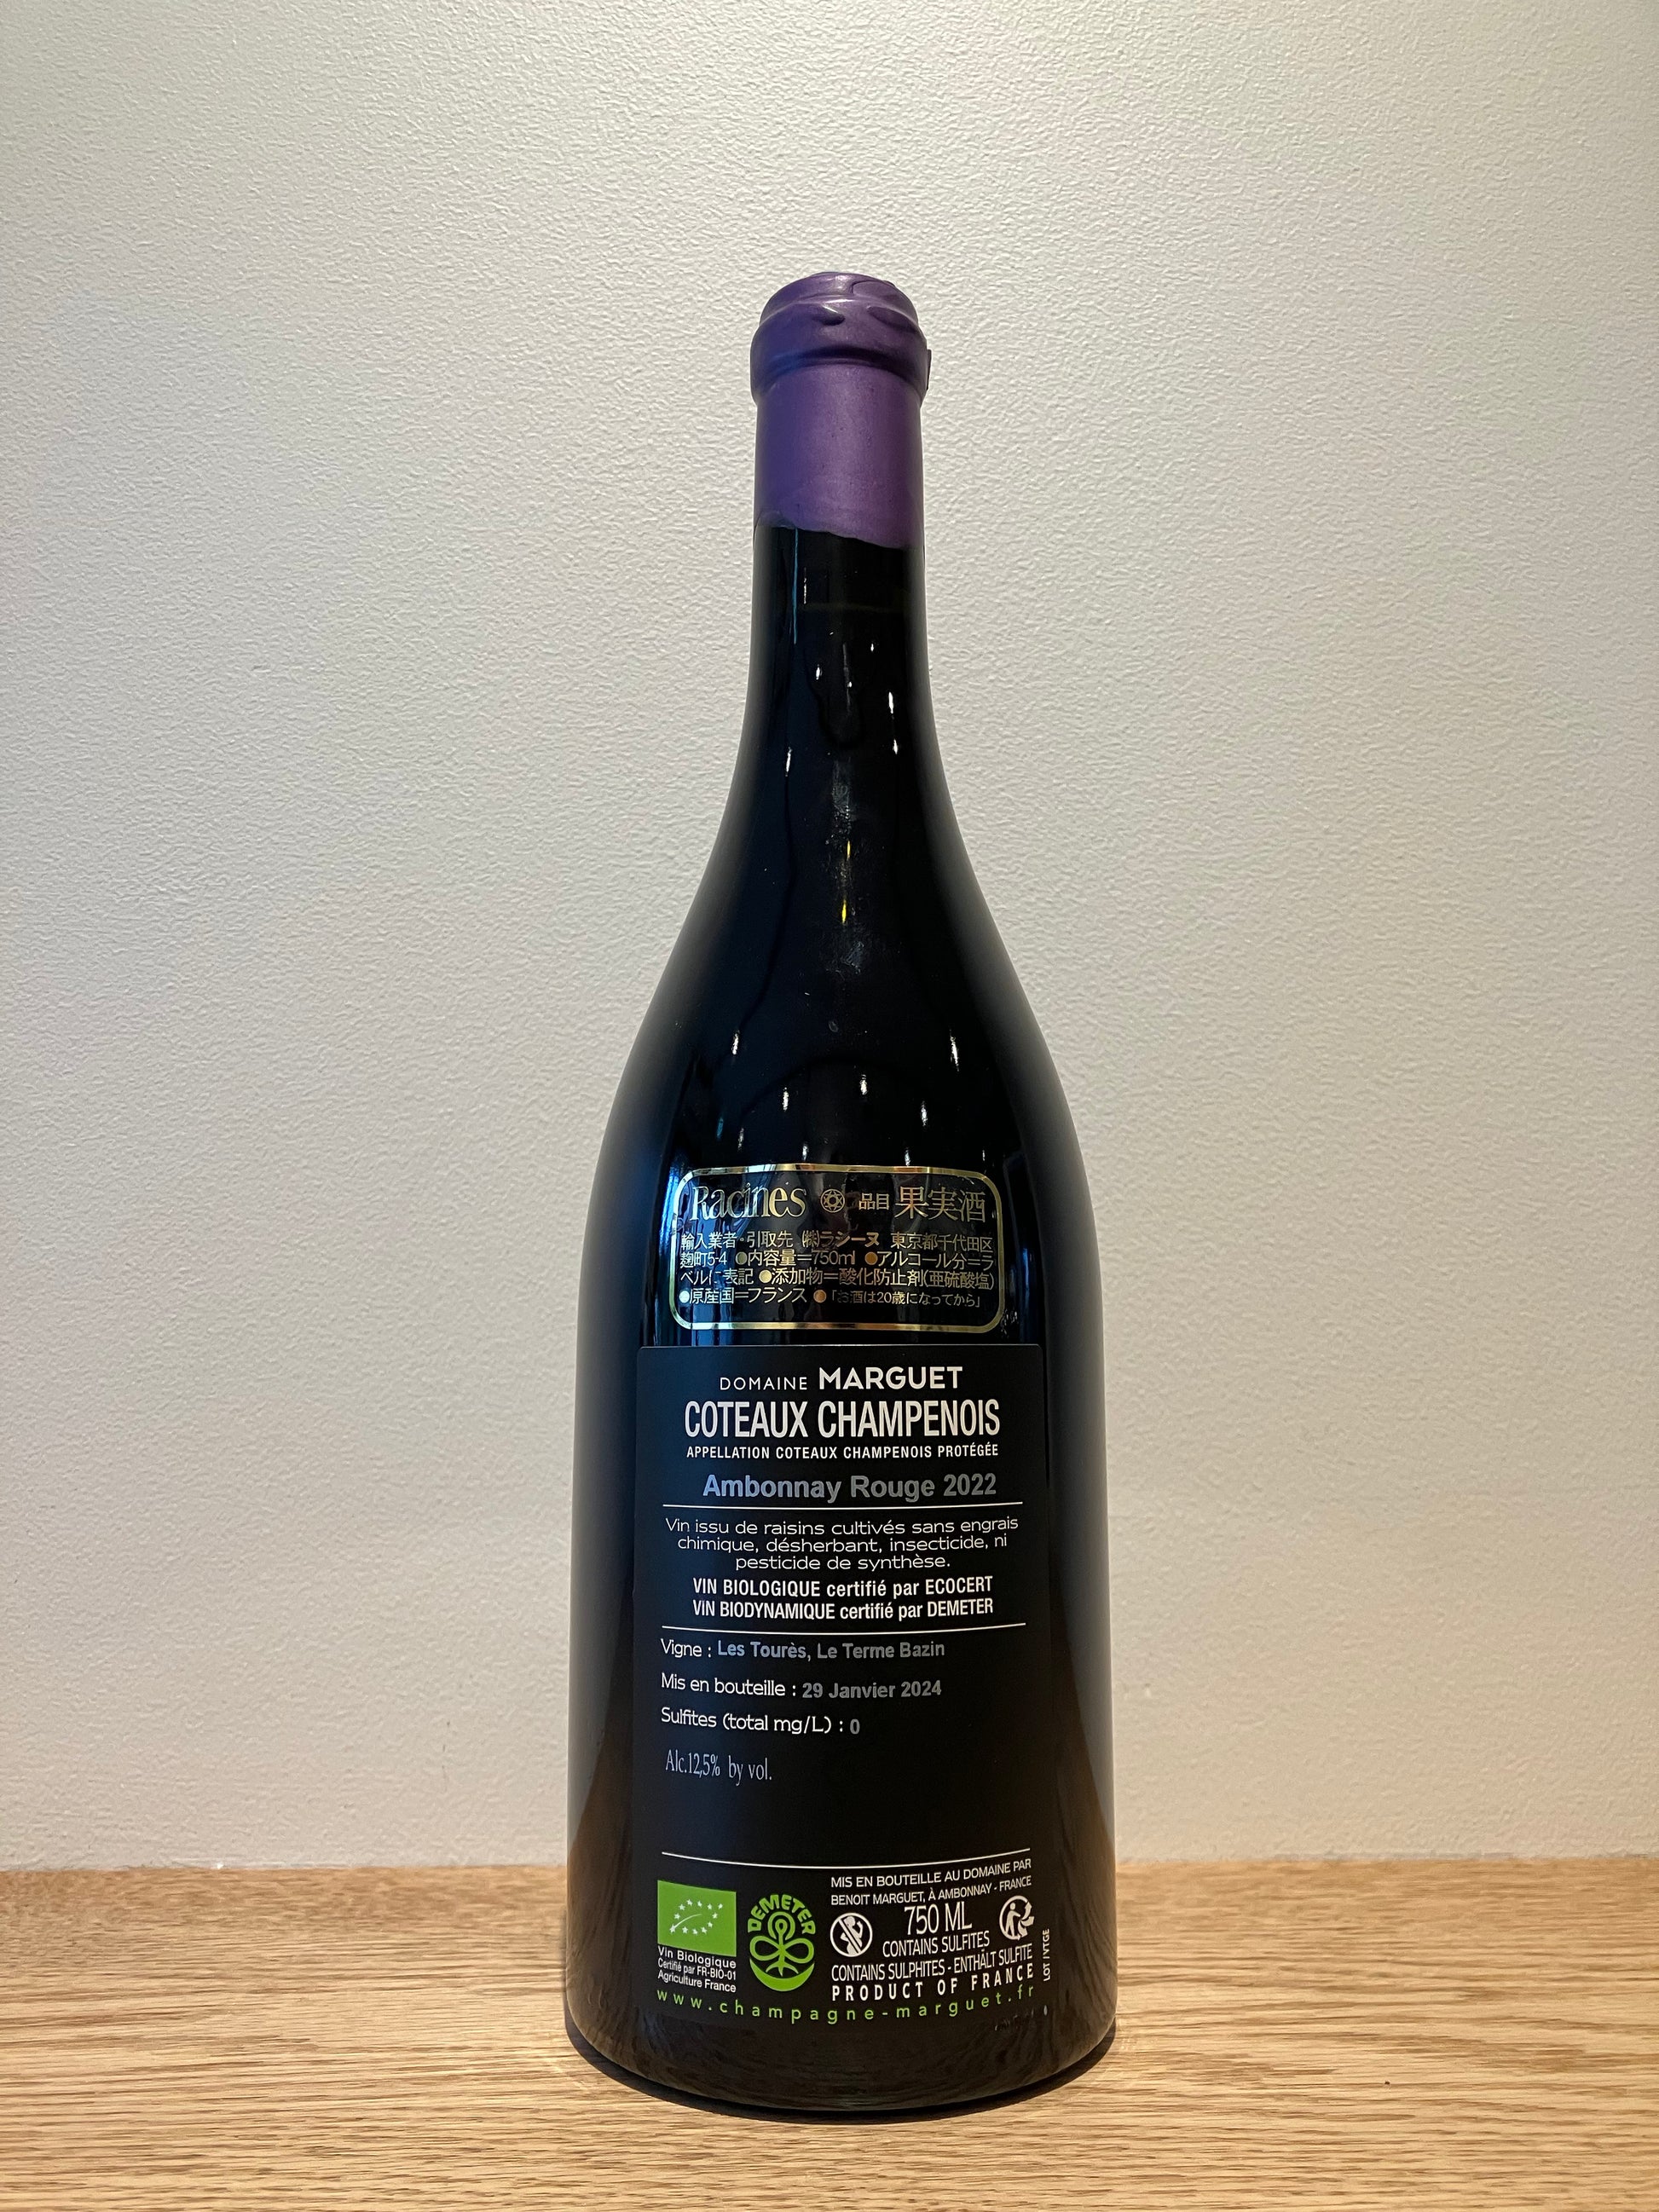 Racines 品目 果実酒
輸入業者・引取先 ㈱ラシーヌ 東京都千代田区
麹町5-4 ●内容量=750ml ●アルコール分=ラ
ベルに表記 ●添加物=酸化防止剤(亜硫酸塩)
●原産国=フランス ●「お酒は20歳になってから」
DOMAINE MARGUET
COTEAUX CHAMPENOIS
APPELLATION COTEAUX CHAMPENOIS PROTÉGÉE
Ambonnay Rouge 2022
Vin issu de raisins cultivés sans engrais
chimique, désherbant, insecticide, ni
pesticide de synthèse.
VIN BIOLOGIQUE certifié par ECOCERT
VIN BIODYNAMIQUE certifié par DEMETER
Vigne : Les Tourès, Le Terme Bazin
Mis en bouteille : 29 Janvier 2024
Sulfites (total mg/L) : 0
Alc.12,5% by vol.
Vin Biologique
Certifié par FR-BIO-01
Agriculture France
DEMETER
MIS EN BOUTEILLE AU DOMAINE PAR
BENOIT MARGUET, À AMBONNAY - FRANCE
750 ML
CONTAINS SULFITES
CONTAINS SULPHITES - ENTHÄLT SULFITE
PRODUCT OF FRANCE
LOT / VTGE
www.champagne-marguet.fr